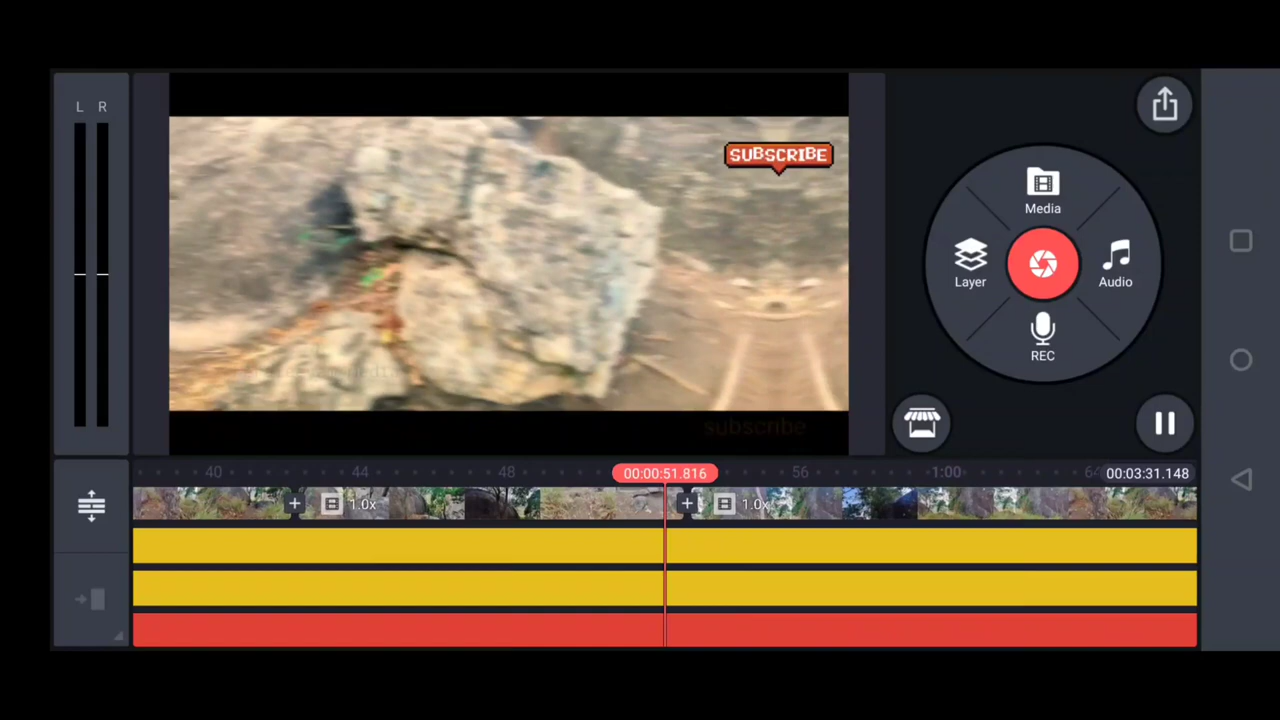 L R
SUBSCRIBE
Media
Layer
Audio
REC
subscribe
40 44 48 00:00:51.816 56 1:00 64 00:03:31.148
1.0x 1.0x